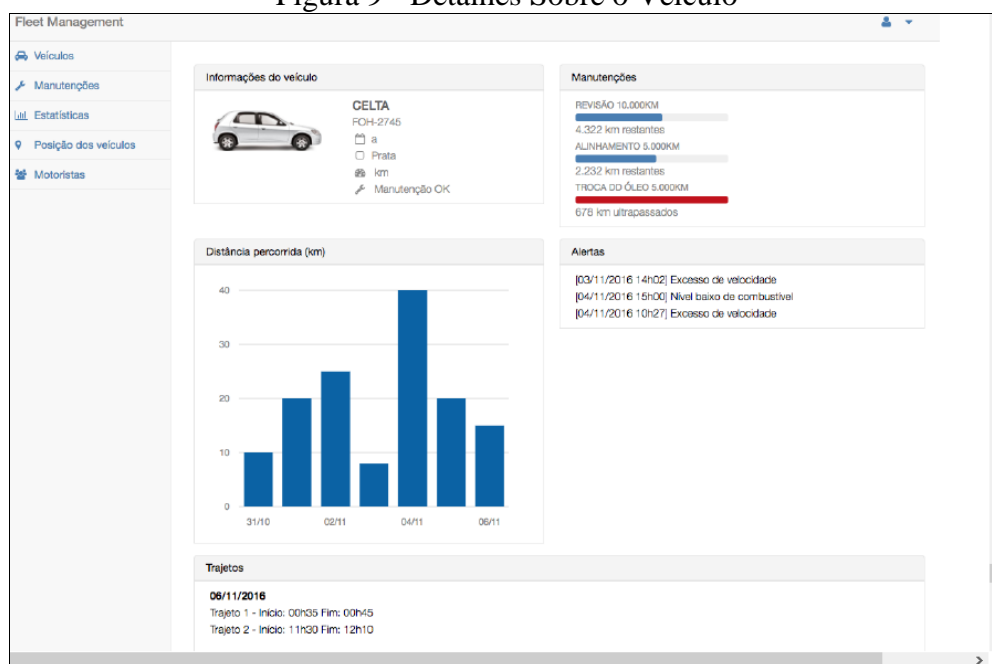 Figura 9 - Detalhes Sobre o Veículo
Fleet Management
Veículos
Manutenções
Estatísticas
Posição dos veículos
Motoristas
Informações do veículo
CELTA
FOH-2745
a
Prata
km
Manutenção OK
Manutenções
REVISÃO 10.000KM
4.322 km restantes
ALINHAMENTO 5.000KM
2.232 km restantes
TROCA DO ÓLEO 5.000KM
678 km ultrapassados
Distância percorrida (km)
40
30
20
10
0
31/10 02/11 04/11 06/11
Alertas
[03/11/2016 14h02] Excesso de velocidade
[04/11/2016 15h00] Nível baixo de combustível
[04/11/2016 10h27] Excesso de velocidade
Trajetos
06/11/2016
Trajeto 1 - Início: 00h35 Fim: 00h45
Trajeto 2 - Início: 11h30 Fim: 12h10